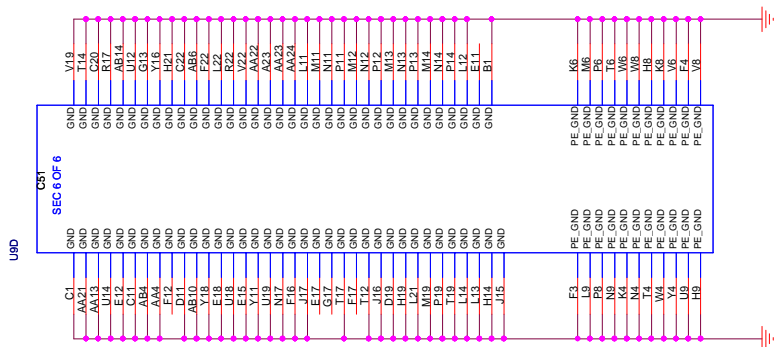 V19 T14 C20 R17 AB14 U12 G13 Y16 H21 C22 AB6 F22 L22 R22 V22 AA22 A23 AA23 AA24 L11 M11 N11 P11 M12 N12 P12 M13 N13 P13 M14 N14 P14 L12 E11 B1 K6 M6 P6 T6 W6 W8 H8 K8 V6 F4 V8
GND GND GND GND GND GND GND GND GND GND GND GND GND GND GND GND GND GND GND GND GND GND GND GND GND GND GND GND GND GND GND GND GND GND GND PE_GND PE_GND PE_GND PE_GND PE_GND PE_GND PE_GND PE_GND PE_GND PE_GND PE_GND
C51
SEC 6 OF 6
U9D
GND GND GND GND GND GND GND GND GND GND GND GND GND GND GND GND GND GND GND GND GND GND GND GND GND GND GND GND GND GND GND GND GND GND GND GND PE_GND PE_GND PE_GND PE_GND PE_GND PE_GND PE_GND PE_GND PE_GND PE_GND PE_GND
C1 AA21 AA13 U14 E12 C11 AB4 AA4 F12 D11 AB10 Y18 E18 U18 E15 Y11 U19 N17 F16 J17 E17 G17 T17 F17 T12 J16 D19 H19 L21 M19 P19 T19 L14 L13 H14 J15 F3 L9 P8 N9 K4 N4 T4 W4 Y4 U9 H9